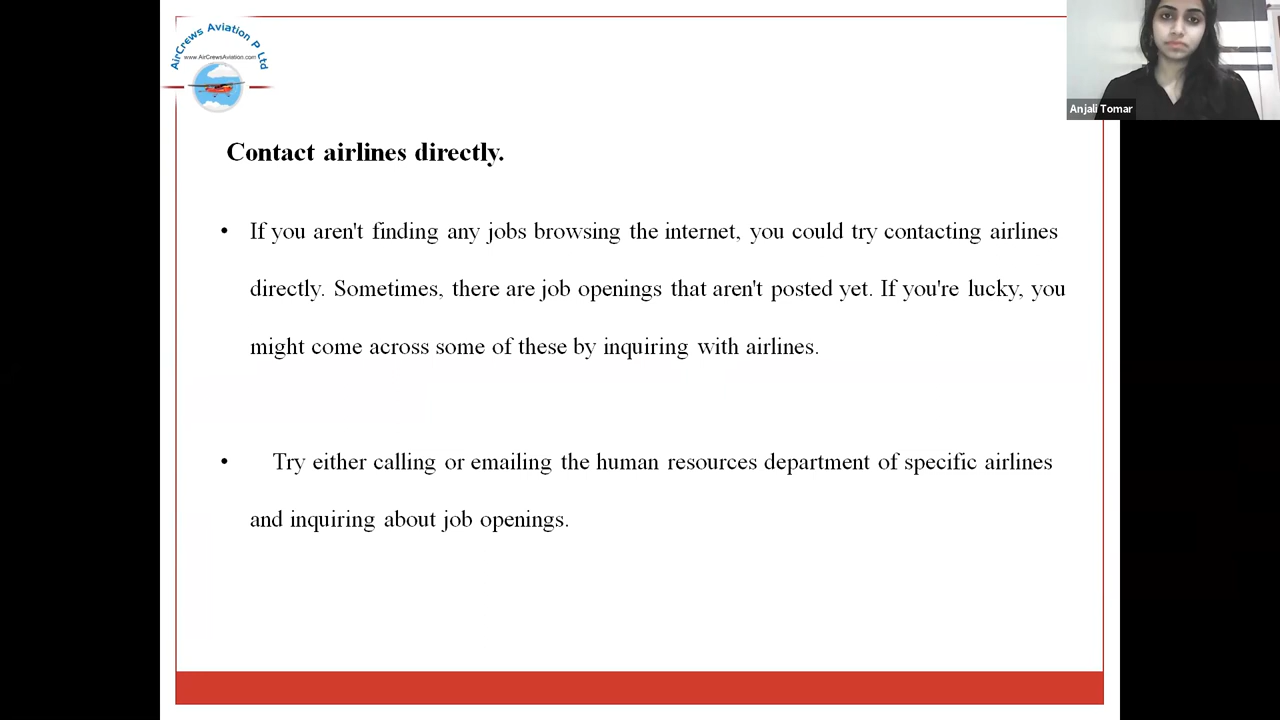 AirCrews Aviation P Ltd
www.AirCrewsAviation.com
Anjali Tomar
Contact airlines directly.
• If you aren't finding any jobs browsing the internet, you could try contacting airlines
directly. Sometimes, there are job openings that aren't posted yet. If you're lucky, you
might come across some of these by inquiring with airlines.
• Try either calling or emailing the human resources department of specific airlines
and inquiring about job openings.